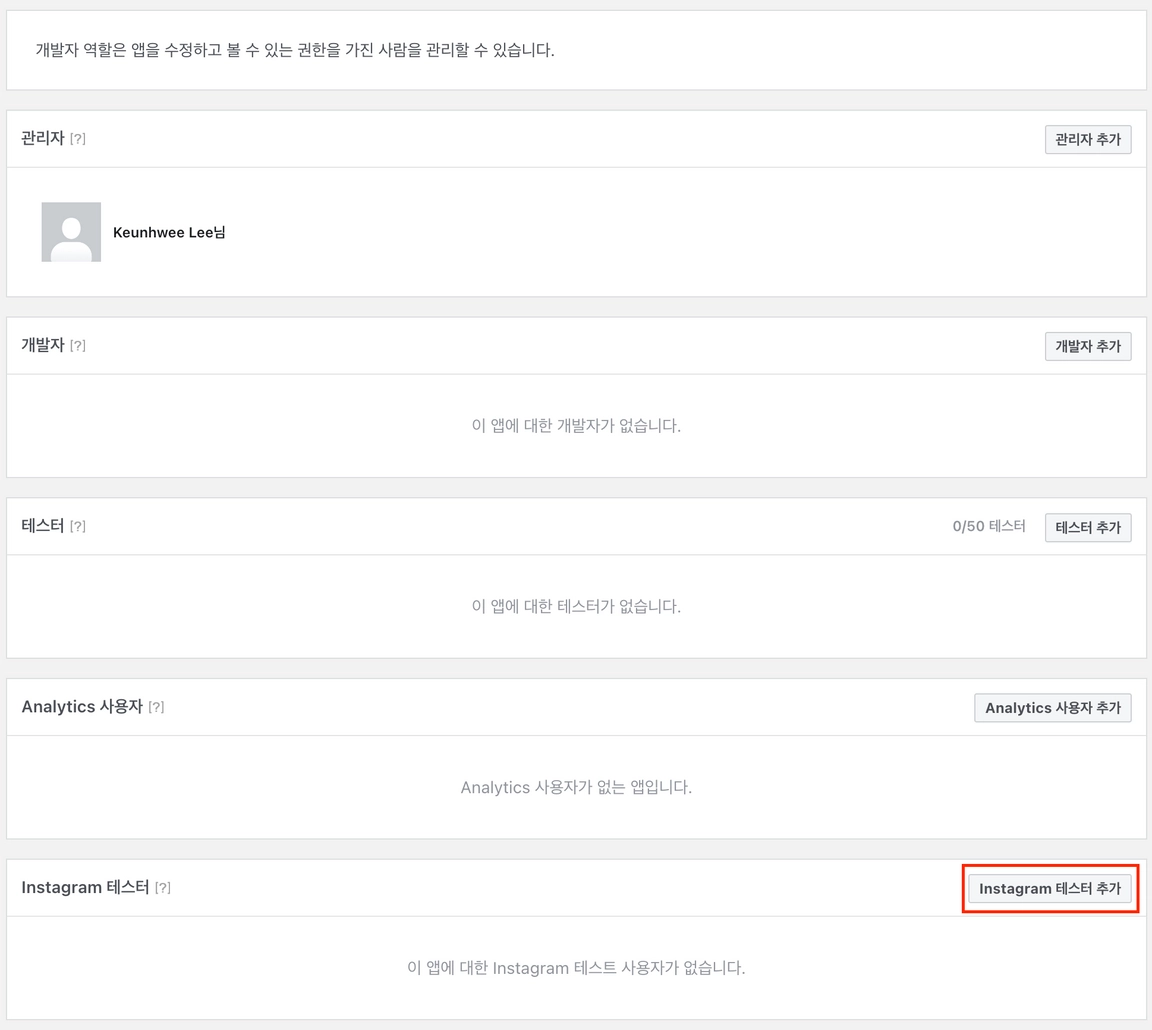 개발자 역할은 앱을 수정하고 볼 수 있는 권한을 가진 사람을 관리할 수 있습니다.
관리자 [?]
관리자 추가
Keunhwee Lee님
개발자 [?]
개발자 추가
이 앱에 대한 개발자가 없습니다.
테스터 [?]
0/50 테스터
테스터 추가
이 앱에 대한 테스터가 없습니다.
Analytics 사용자 [?]
Analytics 사용자 추가
Analytics 사용자가 없는 앱입니다.
Instagram 테스터 [?]
Instagram 테스터 추가
이 앱에 대한 Instagram 테스트 사용자가 없습니다.